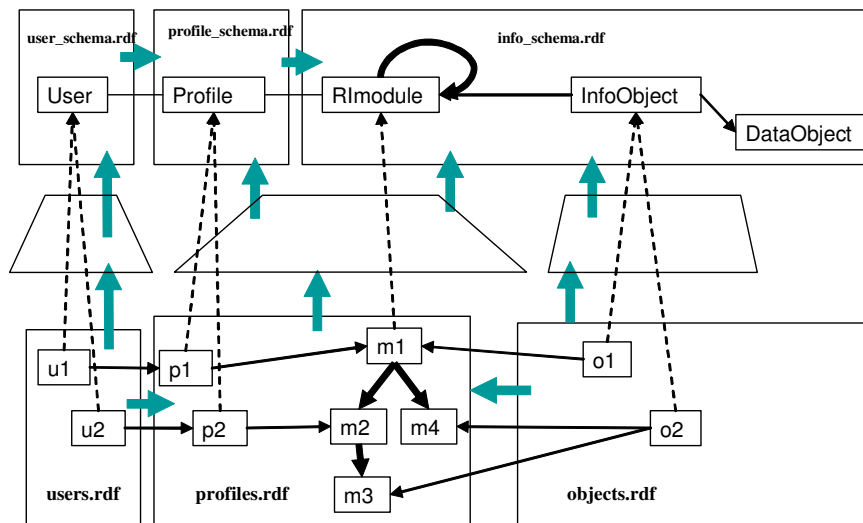 user_schema.rdf
profile_schema.rdf
info_schema.rdf
User
Profile
RImodule
InfoObject
DataObject
u1
p1
m1
o1
u2
p2
m2
m4
o2
m3
users.rdf
profiles.rdf
objects.rdf